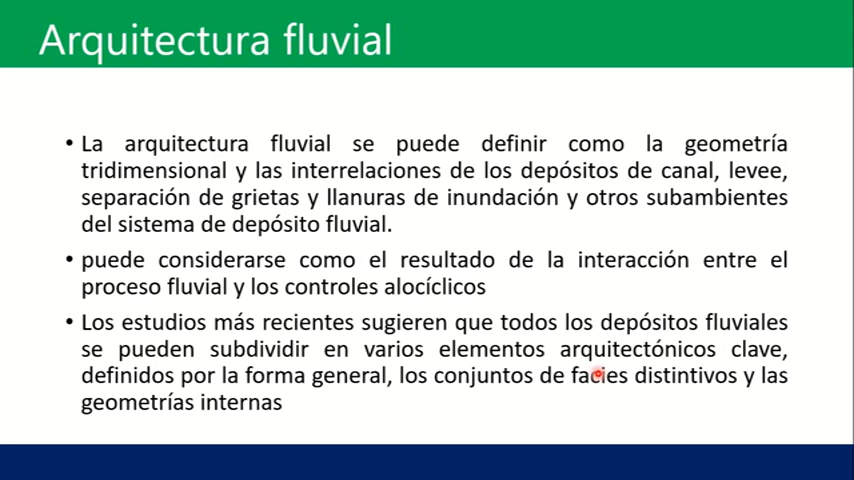 Arquitectura fluvial
• La arquitectura fluvial se puede definir como la geometría
tridimensional y las interrelaciones de los depósitos de canal, levee,
separación de grietas y llanuras de inundación y otros subambientes
del sistema de depósito fluvial.
• puede considerarse como el resultado de la interacción entre el
proceso fluvial y los controles alocíclicos
• Los estudios más recientes sugieren que todos los depósitos fluviales
se pueden subdividir en varios elementos arquitectónicos clave,
definidos por la forma general, los conjuntos de facies distintivos y las
geometrías internas